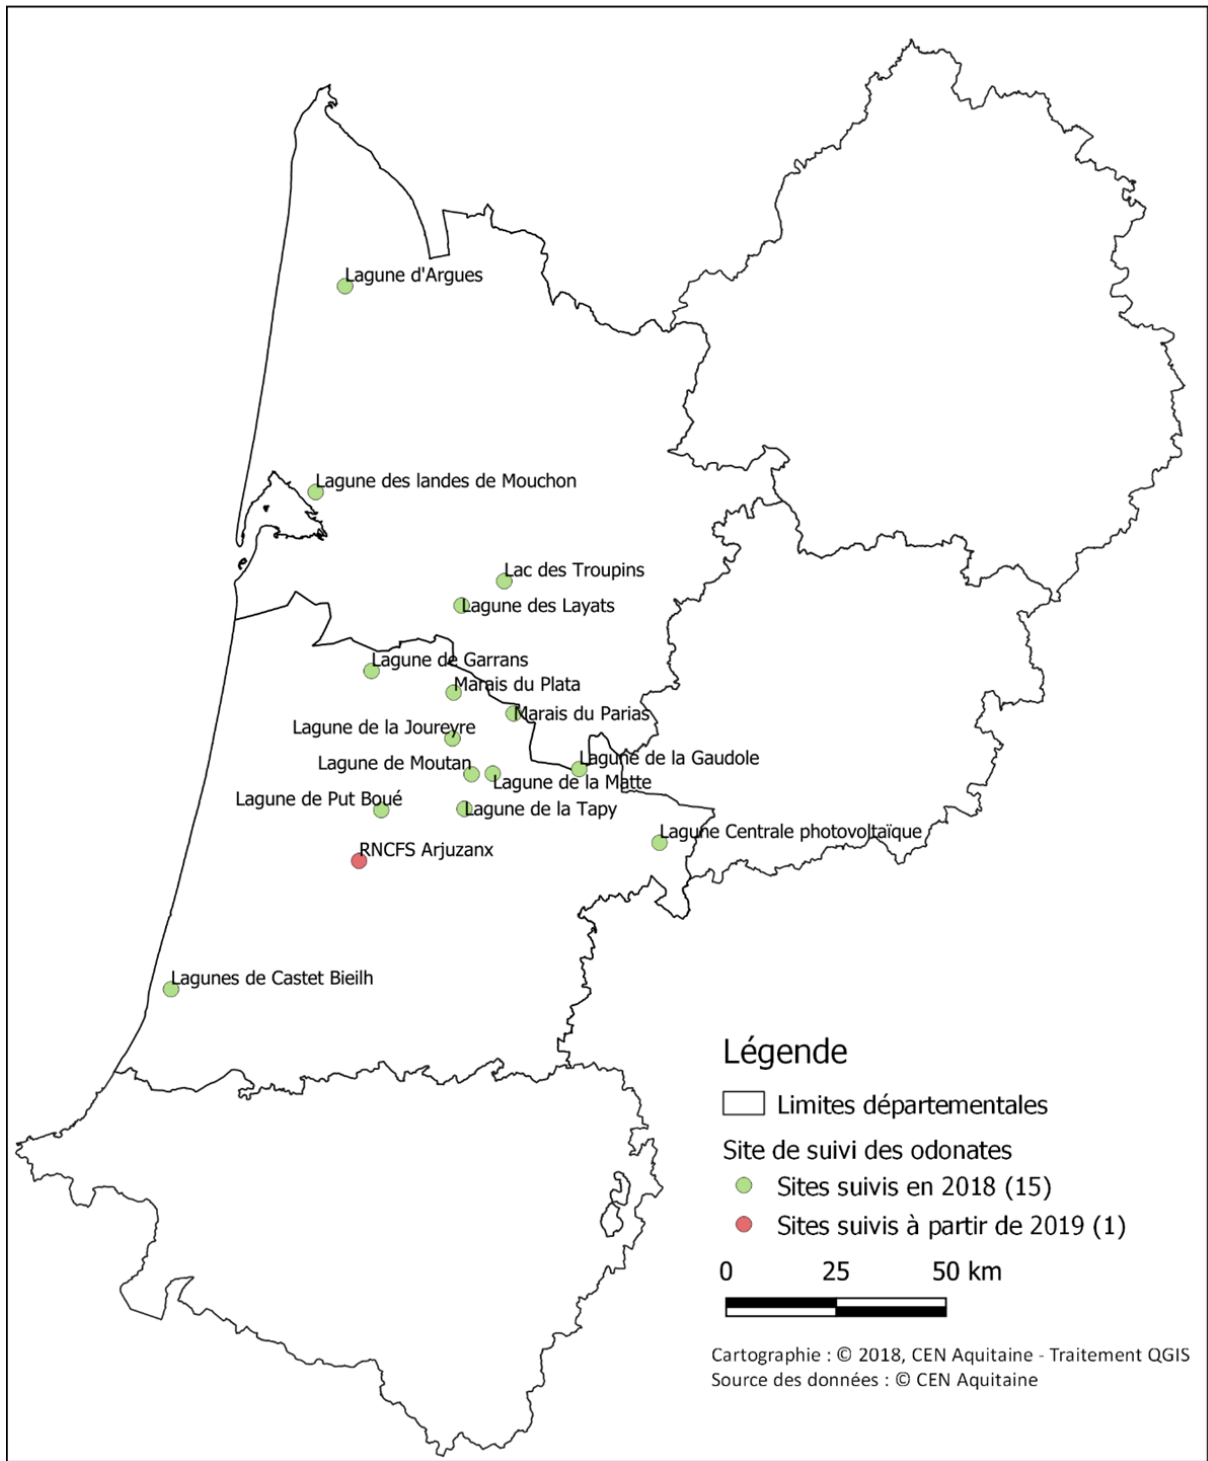 Lagune d'Argues
Lagune des landes de Mouchon
Lac des Troupins
Lagune des Layats
Lagune de Garrans
Marais du Plata
Marais du Parias
Lagune de la Joureyre
Lagune de la Gaudole
Lagune de Moutan
Lagune de la Matte
Lagune de Put Boué
Lagune de la Tapy
Lagune Centrale photovoltaïque
RNCFS Arjuzanx
Lagunes de Castet Bieilh
Légende
Limites départementales
Site de suivi des odonates
Sites suivis en 2018 (15)
Sites suivis à partir de 2019 (1)
0 25 50 km
Cartographie : © 2018, CEN Aquitaine - Traitement QGIS
Source des données : © CEN Aquitaine